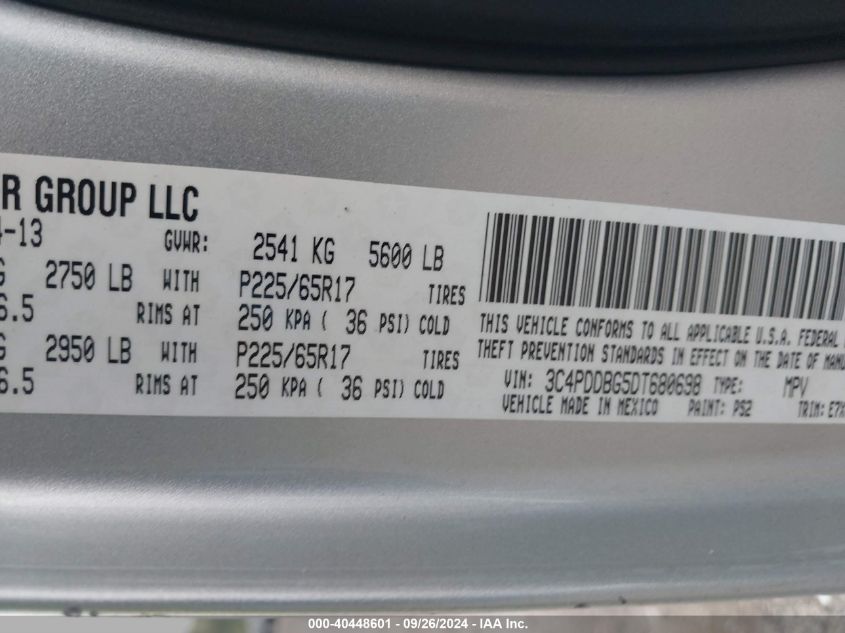 R GROUP LLC
4-13 GVWR: 2541 KG 5600 LB
G 2750 LB WITH P225/65R17 TIRES
6.5 RIMS AT 250 KPA ( 36 PSI) COLD
G 2950 LB WITH P225/65R17 TIRES
6.5 RIMS AT 250 KPA ( 36 PSI) COLD
THIS VEHICLE CONFORMS TO ALL APPLICABLE U.S.A. FEDERAL
THEFT PREVENTION STANDARDS IN EFFECT ON THE DATE OF MANU
VIN: 3C4PDDBG5DT680698 TYPE: MPV
VEHICLE MADE IN MEXICO PAINT: PS2 TRIM: E7X
000-40448601 - 09/26/2024 - IAA Inc.